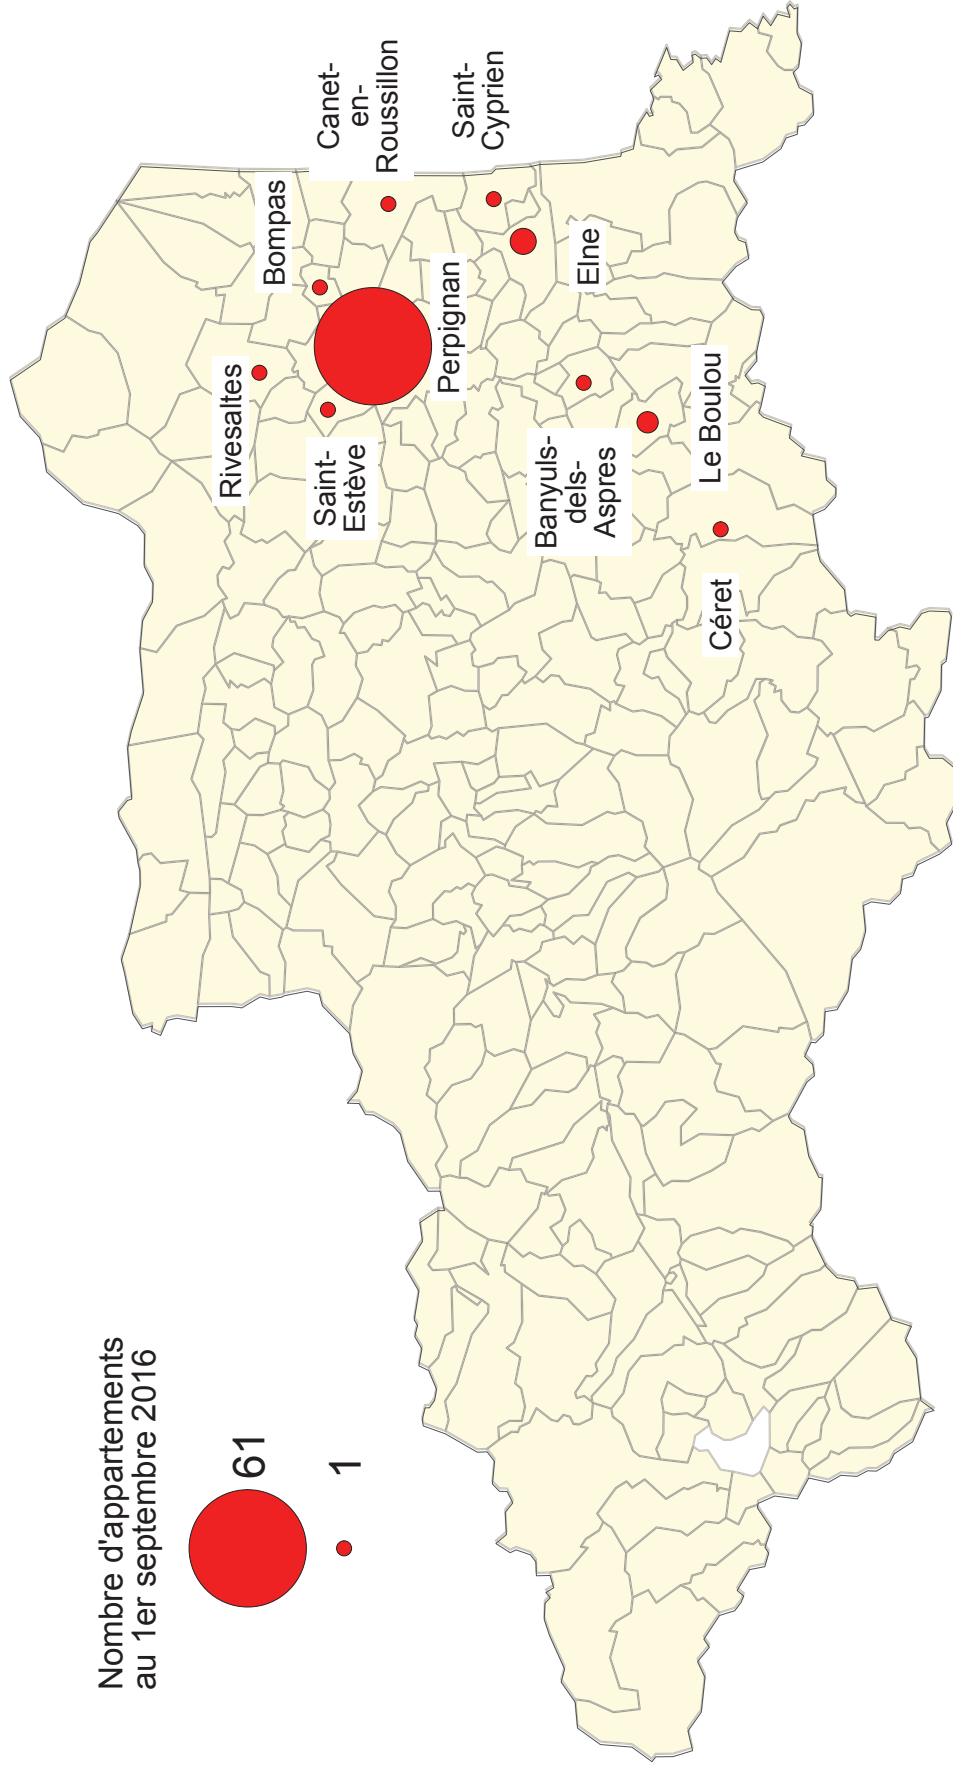 Nombre d'appartements
au 1er septembre 2016
61
1
Rivesaltes
Bompas
Saint-
Estève
Canet-
en-
Roussillon
Perpignan
Saint-
Cyprien
Elne
Banyuls-
dels-
Aspres
Le Boulou
Céret